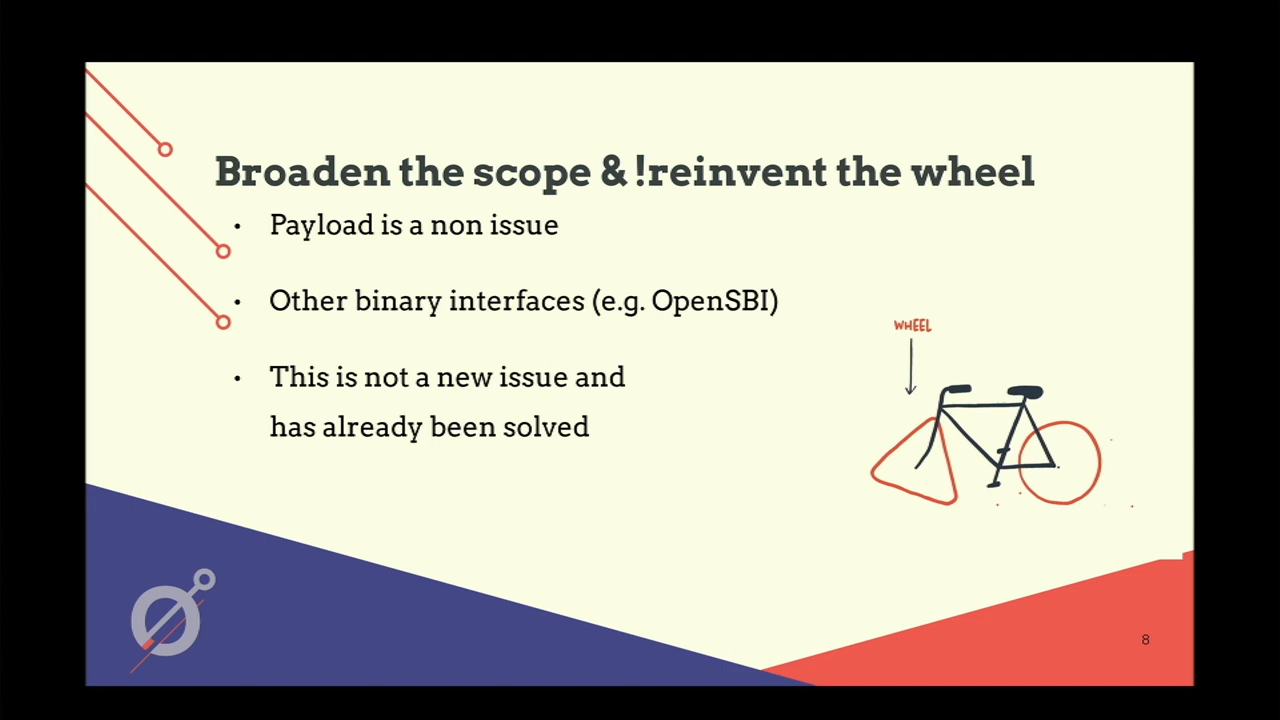 Broaden the scope & !reinvent the wheel
• Payload is a non issue
• Other binary interfaces (e.g. OpenSBI)
• This is not a new issue and
has already been solved
WHEEL
8